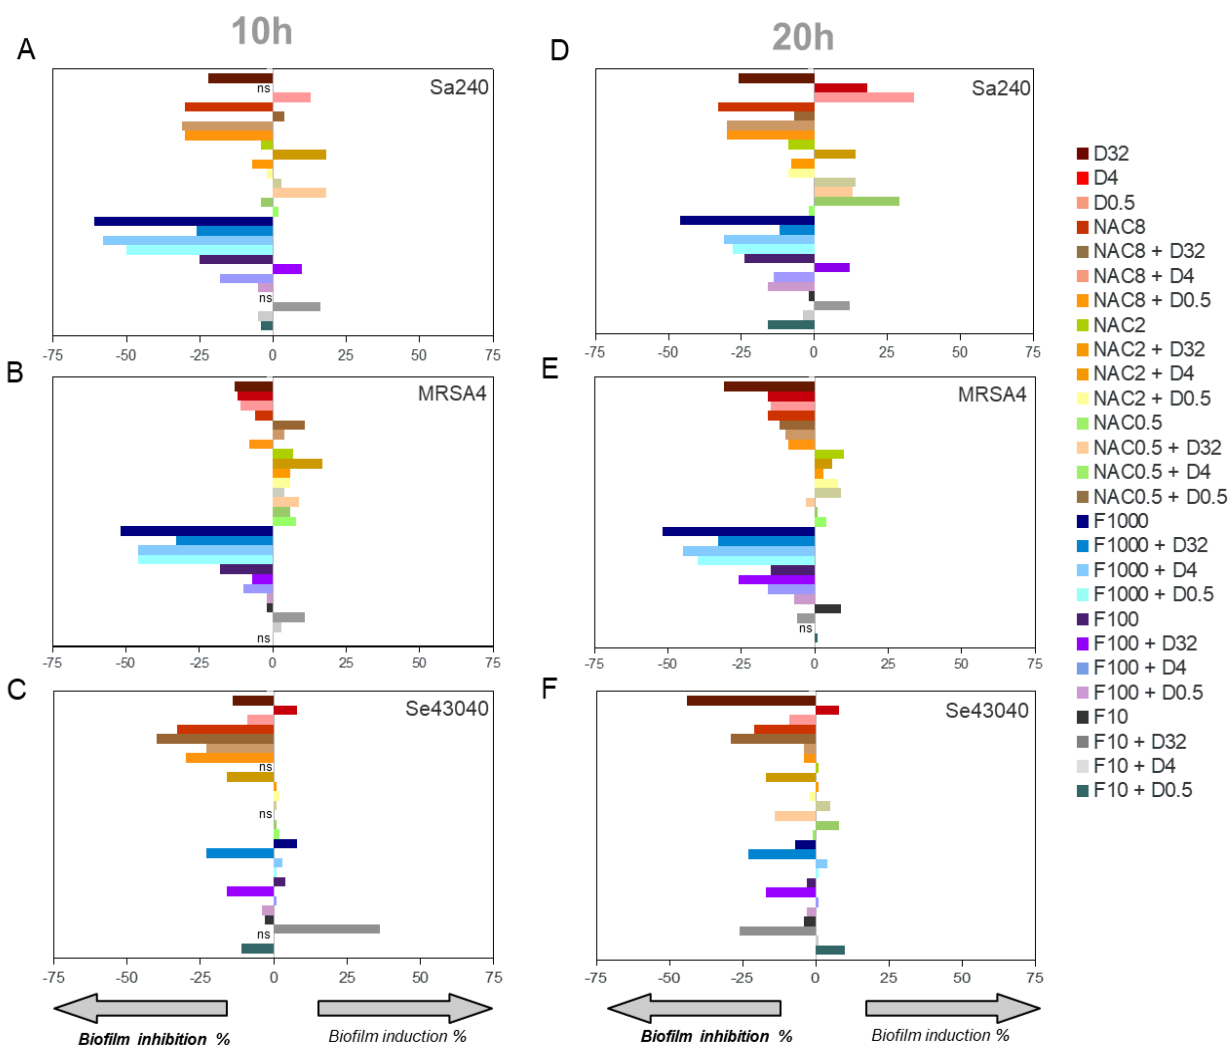 10h
20h
A
Sa240
ns
ns
-75 -50 -25 0 25 50 75
D
Sa240
-75 -50 -25 0 25 50 75
B
MRSA4
ns
-75 -50 -25 0 25 50 75
E
MRSA4
ns
-75 -50 -25 0 25 50 75
C
Se43040
ns
ns
ns
-75 -50 -25 0 25 50 75
F
Se43040
-75 -50 -25 0 25 50 75
Biofilm inhibition %
Biofilm induction %
Biofilm inhibition %
Biofilm induction %
D32
D4
D0.5
NAC8
NAC8 + D32
NAC8 + D4
NAC8 + D0.5
NAC2
NAC2 + D32
NAC2 + D4
NAC2 + D0.5
NAC0.5
NAC0.5 + D32
NAC0.5 + D4
NAC0.5 + D0.5
F1000
F1000 + D32
F1000 + D4
F1000 + D0.5
F100
F100 + D32
F100 + D4
F100 + D0.5
F10
F10 + D32
F10 + D4
F10 + D0.5